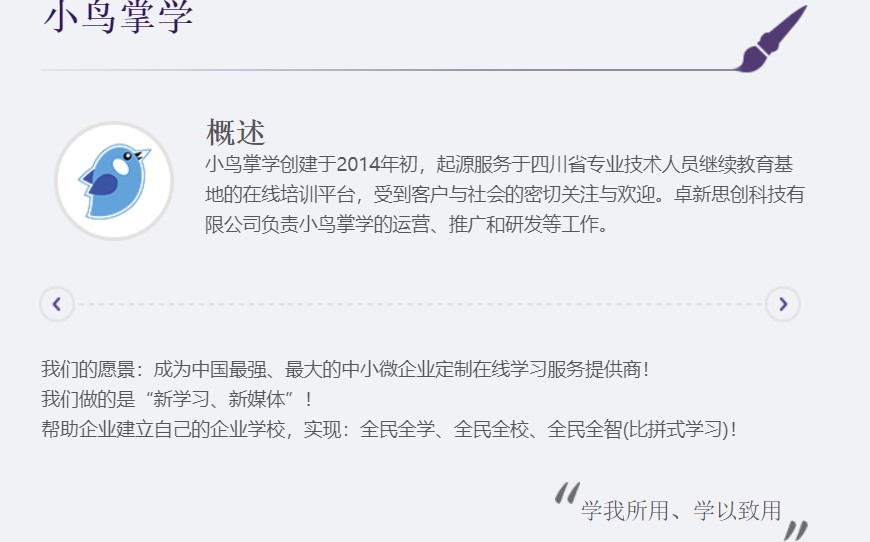 小鸟掌学
概述
小鸟掌学创建于2014年初，起源服务于四川省专业技术人员继续教育基
地的在线培训平台，受到客户与社会的密切关注与欢迎。卓新思创科技有
限公司负责小鸟掌学的运营、推广和研发等工作。
我们的愿景：成为中国最强、最大的中小微企业定制在线学习服务提供商！
我们做的是“新学习、新媒体”！
帮助企业建立自己的企业学校，实现：全民全学、全民全校、全民全智(比拼式学习)！
“学我所用、学以致用”